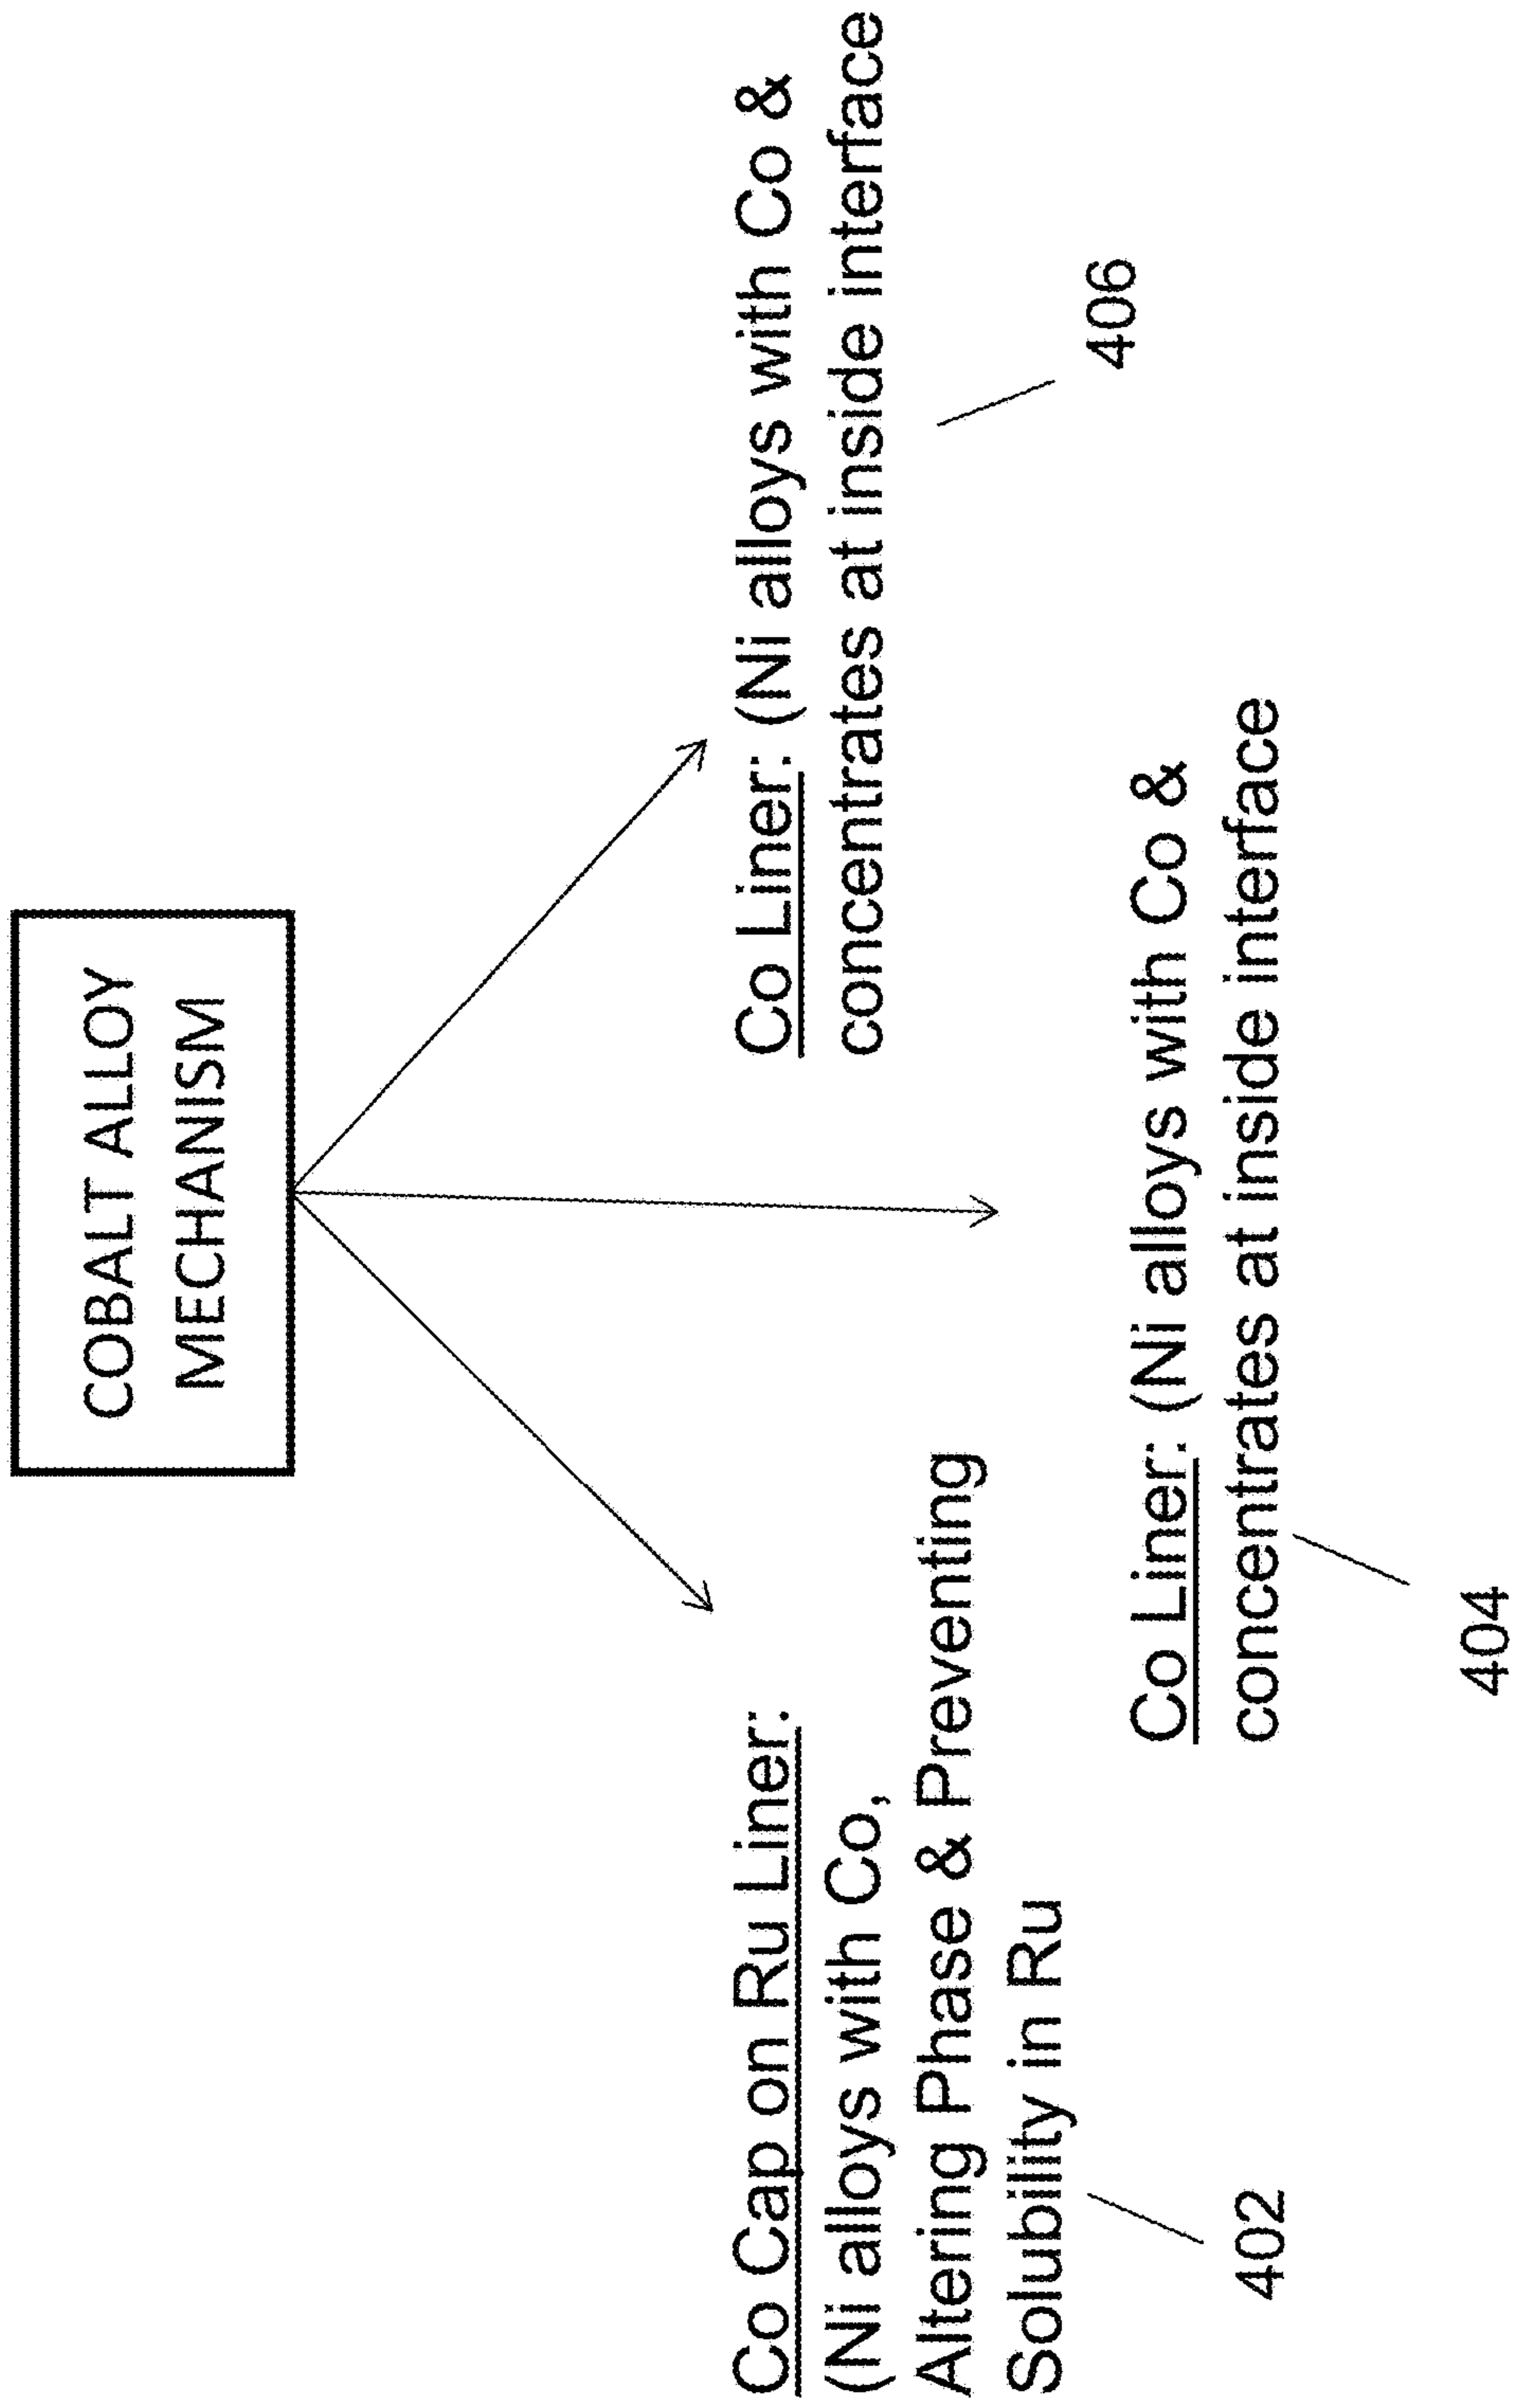 COBALT ALLOY
MECHANISM
Co Cap on Ru Liner:
(Ni alloys with Co,
Altering Phase & Preventing
Solubility in Ru
402
Co Liner: (Ni alloys with Co &
concentrates at inside interface
404
Co Liner: (Ni alloys with Co &
concentrates at inside interface
406